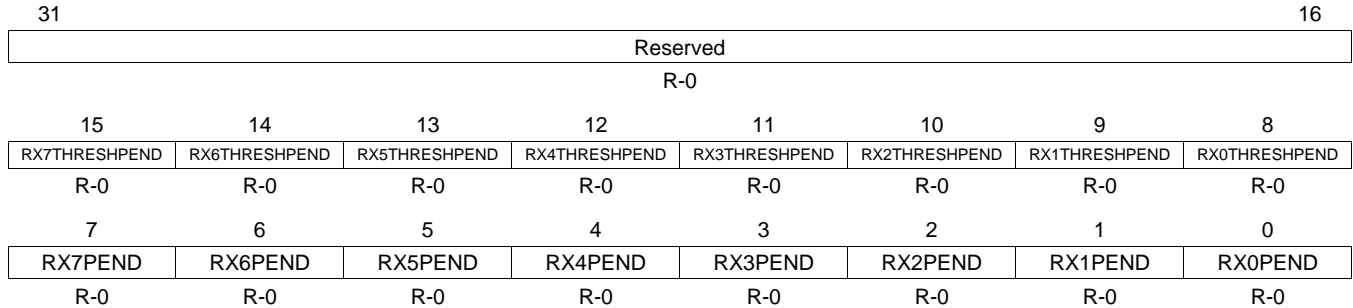 31 16
Reserved
R-0
15 14 13 12 11 10 9 8
RX7THRESHPEND RX6THRESHPEND RX5THRESHPEND RX4THRESHPEND RX3THRESHPEND RX2THRESHPEND RX1THRESHPEND RX0THRESHPEND
R-0 R-0 R-0 R-0 R-0 R-0 R-0 R-0
7 6 5 4 3 2 1 0
RX7PEND RX6PEND RX5PEND RX4PEND RX3PEND RX2PEND RX1PEND RX0PEND
R-0 R-0 R-0 R-0 R-0 R-0 R-0 R-0